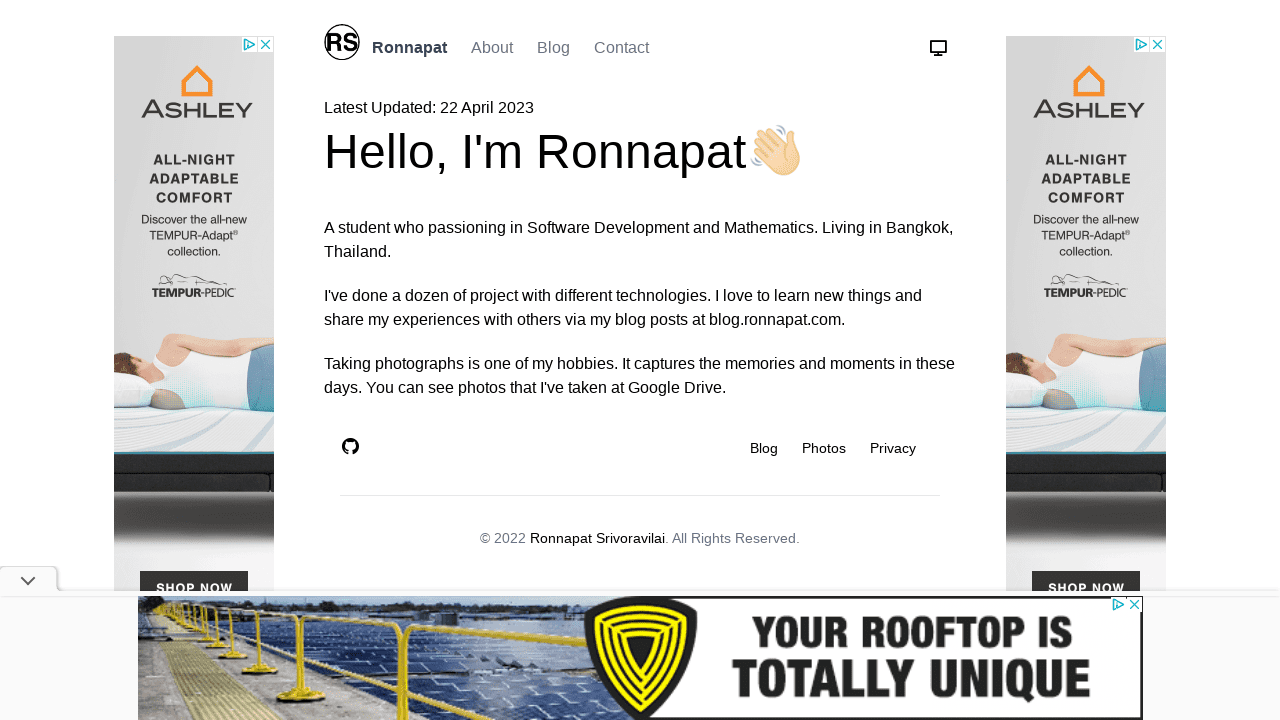 RS
Ronnapat About Blog Contact
Latest Updated: 22 April 2023
Hello, I'm Ronnapat👋🏻
A student who passioning in Software Development and Mathematics. Living in Bangkok,
Thailand.
I've done a dozen of project with different technologies. I love to learn new things and
share my experiences with others via my blog posts at blog.ronnapat.com.
Taking photographs is one of my hobbies. It captures the memories and moments in these
days. You can see photos that I've taken at Google Drive.
Blog Photos Privacy
© 2022 Ronnapat Srivoravilai. All Rights Reserved.
ASHLEY
ALL-NIGHT
ADAPTABLE
COMFORT
Discover the all-new
TEMPUR-Adapt®
collection.
TEMPUR-PEDIC
SHOP NOW
ASHLEY
ALL-NIGHT
ADAPTABLE
COMFORT
Discover the all-new
TEMPUR-Adapt®
collection.
TEMPUR-PEDIC
SHOP NOW
YOUR ROOFTOP IS
TOTALLY UNIQUE